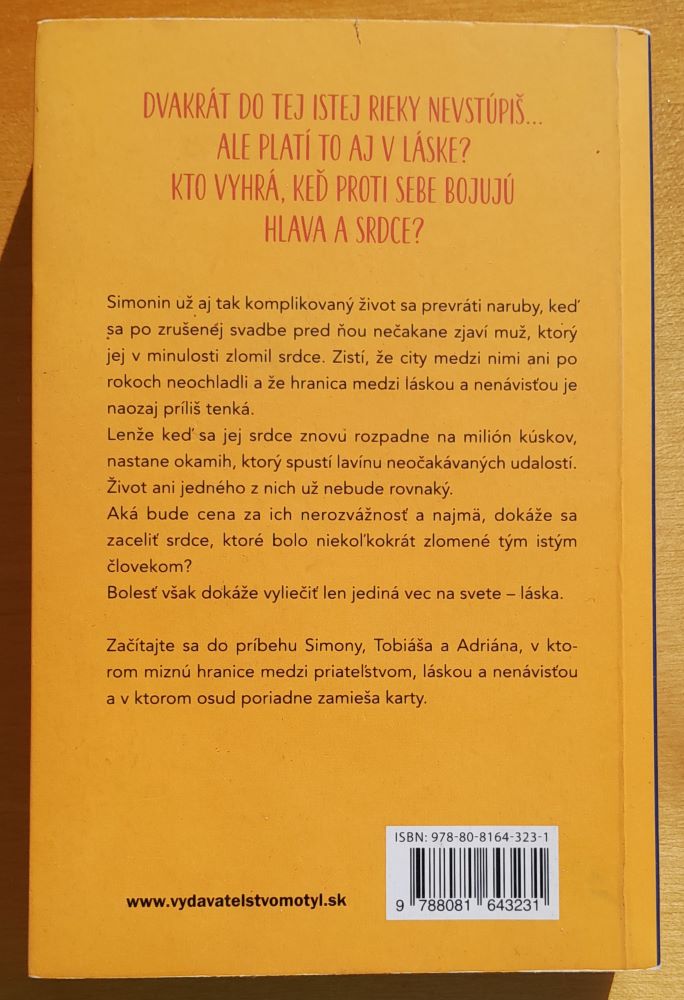 DVAKRÁT DO TEJ ISTEJ RIEKY NEVSTÚPIŠ...
ALE PLATÍ TO AJ V LÁSKE?
KTO VYHRÁ, KEĎ PROTI SEBE BOJUJÚ
HLAVA A SRDCE?
Simonin už aj tak komplikovaný život sa prevráti naruby, keď
sa po zrušenej svadbe pred ňou nečakane zjaví muž, ktorý
jej v minulosti zlomil srdce. Zistí, že city medzi nimi ani po
rokoch neochladli a že hranica medzi láskou a nenávisťou je
naozaj príliš tenká.
Lenže keď sa jej srdce znovu rozpadne na milión kúskov,
nastane okamih, ktorý spustí lavínu neočakávaných udalostí.
Život ani jedného z nich už nebude rovnaký.
Aká bude cena za ich nerozvážnosť a najmä, dokáže sa
zaceliť srdce, ktoré bolo niekoľkokrát zlomené tým istým
človekom?
Bolesť však dokáže vyliečiť len jediná vec na svete – láska.
Začítajte sa do príbehu Simony, Tobiáša a Adriána, v kto-
rom miznú hranice medzi priateľstvom, láskou a nenávisťou
a v ktorom osud poriadne zamieša karty.
ISBN: 978-80-8164-323-1
www.vydavatelstvomotyl.sk
9 788081 643231